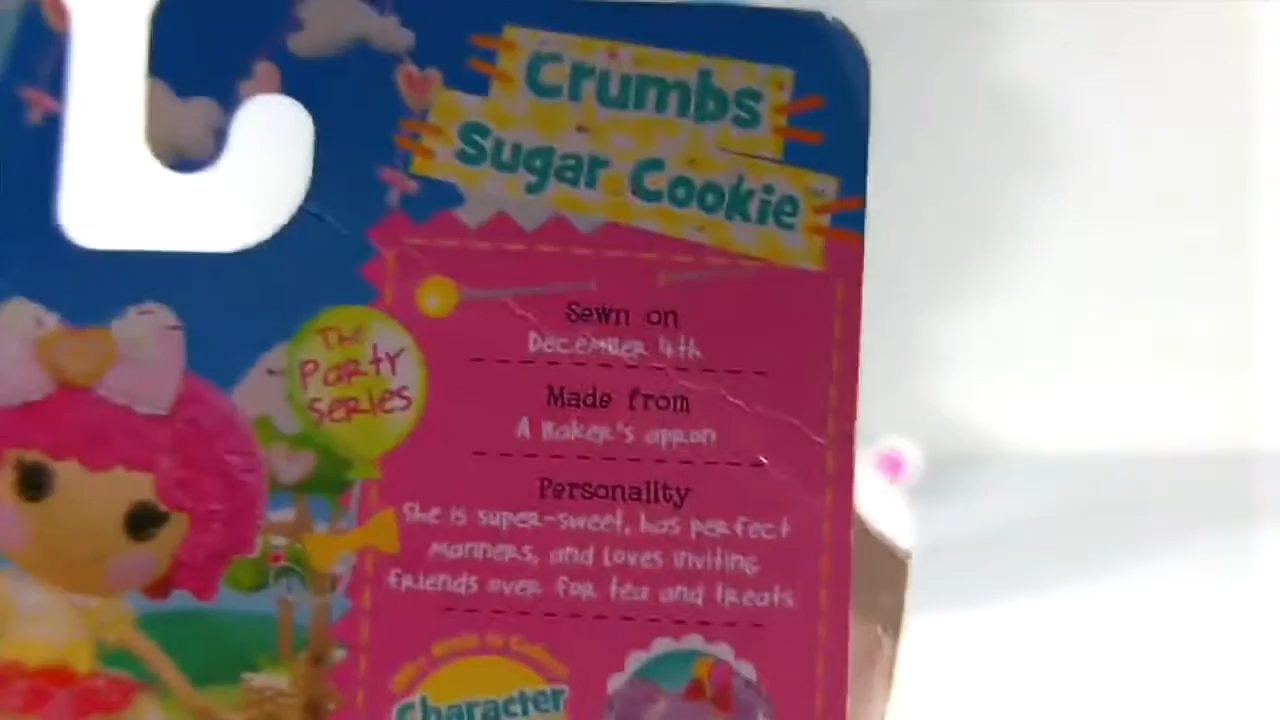 Crumbs
Sugar Cookie
The
Party
Series
Sewn on
December 4th
Made from
A Baker's apron
Personality
She is super-sweet, has perfect
manners, and loves inviting
friends over for tea and treats
Character